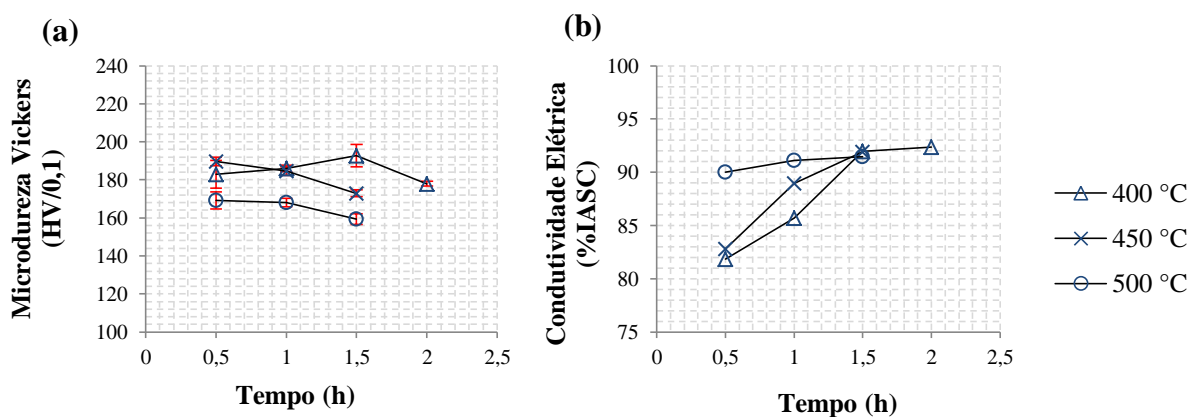 (a)
Microdureza Vickers
(HV/0,1)
240
220
200
180
160
140
120
100
0
0,5
1
1,5
2
2,5
Tempo (h)
(b)
Condutividade Elétrica
(%IASC)
100
95
90
85
80
75
0
0,5
1
1,5
2
2,5
Tempo (h)
400 °C
450 °C
500 °C